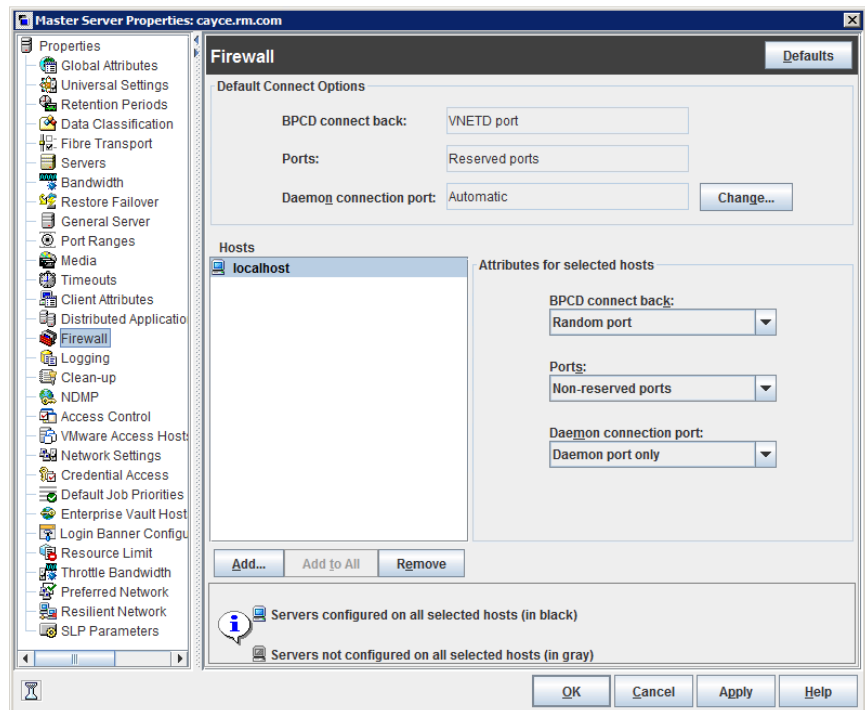 Master Server Properties: cayce.rm.com
Properties
Global Attributes
Universal Settings
Retention Periods
Data Classification
Fibre Transport
Servers
Bandwidth
Restore Failover
General Server
Port Ranges
Media
Timeouts
Client Attributes
Distributed Applicatio
Firewall
Logging
Clean-up
NDMP
Access Control
VMware Access Hosts
Network Settings
Credential Access
Default Job Priorities
Enterprise Vault Host
Login Banner Configu
Resource Limit
Throttle Bandwidth
Preferred Network
Resilient Network
SLP Parameters
Firewall
Defaults
Default Connect Options
BPCD connect back: VNETD port
Ports: Reserved ports
Daemon connection port: Automatic
Change...
Hosts
localhost
Attributes for selected hosts
BPCD connect back:
Random port
Ports:
Non-reserved ports
Daemon connection port:
Daemon port only
Add... Add to All Remove
Servers configured on all selected hosts (in black)
Servers not configured on all selected hosts (in gray)
OK Cancel Apply Help